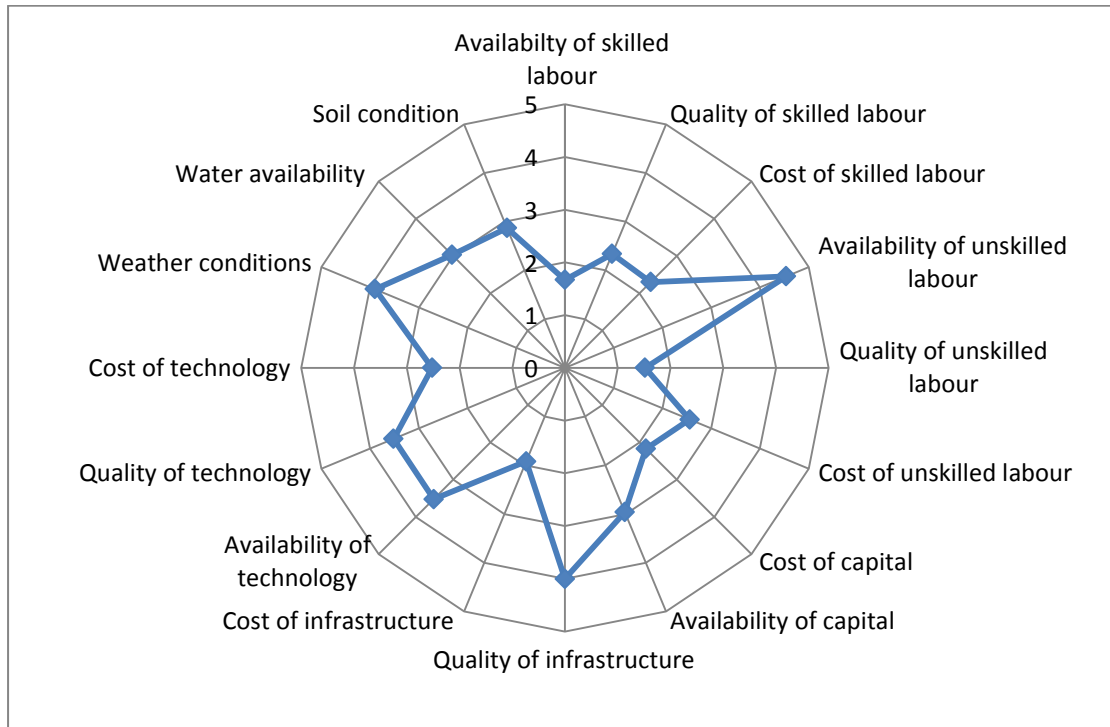 Availabilty of skilled
labour
Quality of skilled labour
Cost of skilled labour
Availability of unskilled
labour
Quality of unskilled
labour
Cost of unskilled labour
Cost of capital
Availability of capital
Quality of infrastructure
Cost of infrastructure
Availability of
technology
Quality of technology
Cost of technology
Weather conditions
Water availability
Soil condition
5
4
3
2
1
0